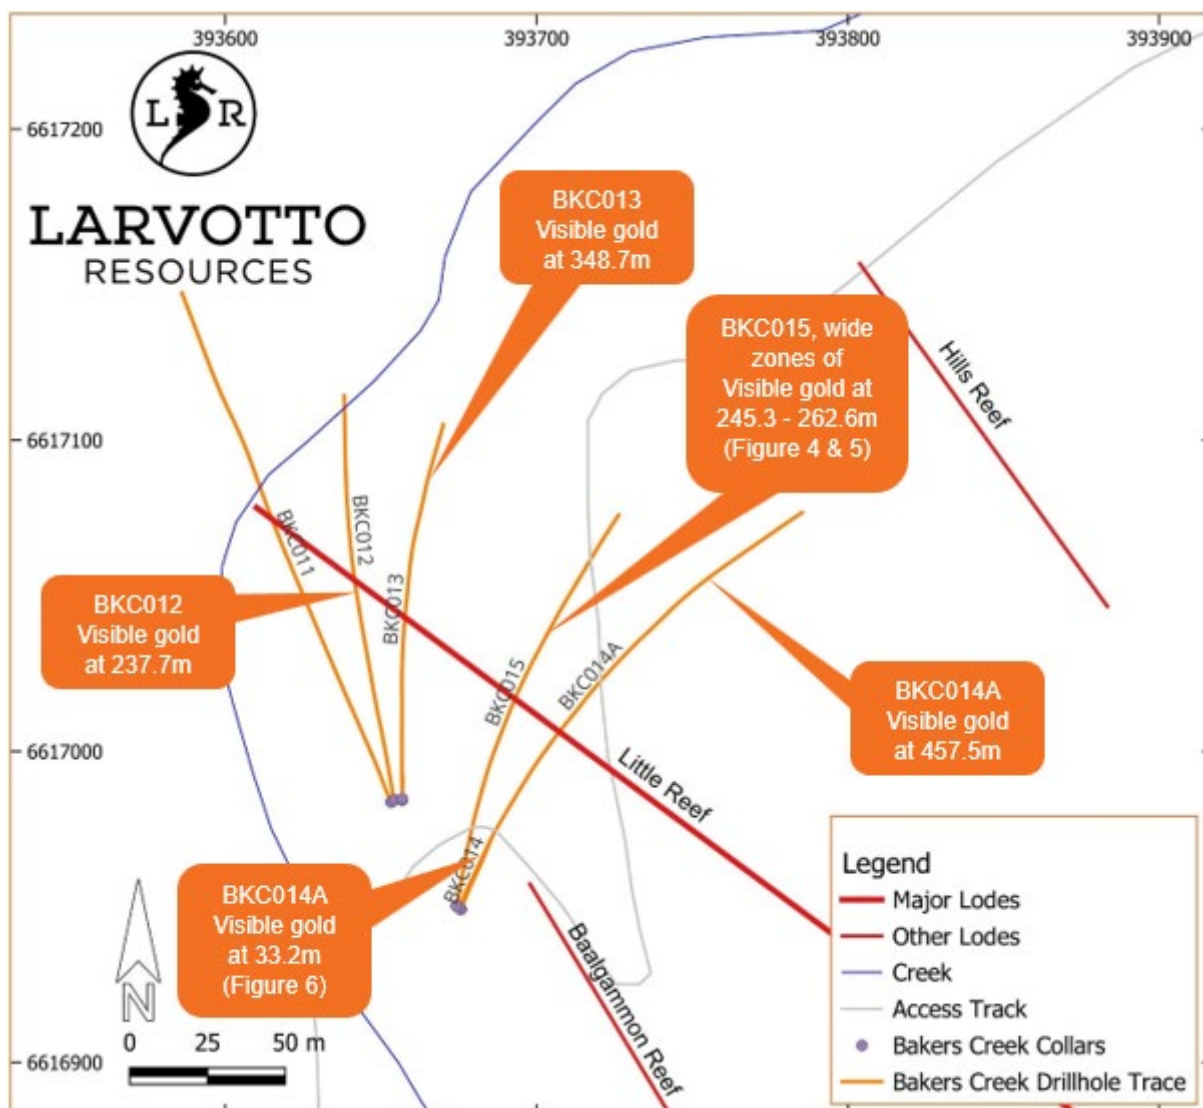 393600
393700
393800
393900
6617200
6617100
6617000
6616900
L R
LARVOTTO
RESOURCES
BKC013
Visible gold
at 348.7m
BKC015, wide
zones of
Visible gold at
245.3 - 262.6m
(Figure 4 & 5)
Hills Reef
BKC011
BKC012
BKC013
BKC012
Visible gold
at 237.7m
BKC015
BKC014A
BKC014A
Visible gold
at 457.5m
Little Reef
BKC014
BKC014A
Visible gold
at 33.2m
(Figure 6)
Baalgammon Reef
N
0 25 50 m
Legend
Major Lodes
Other Lodes
Creek
Access Track
Bakers Creek Collars
Bakers Creek Drillhole Trace